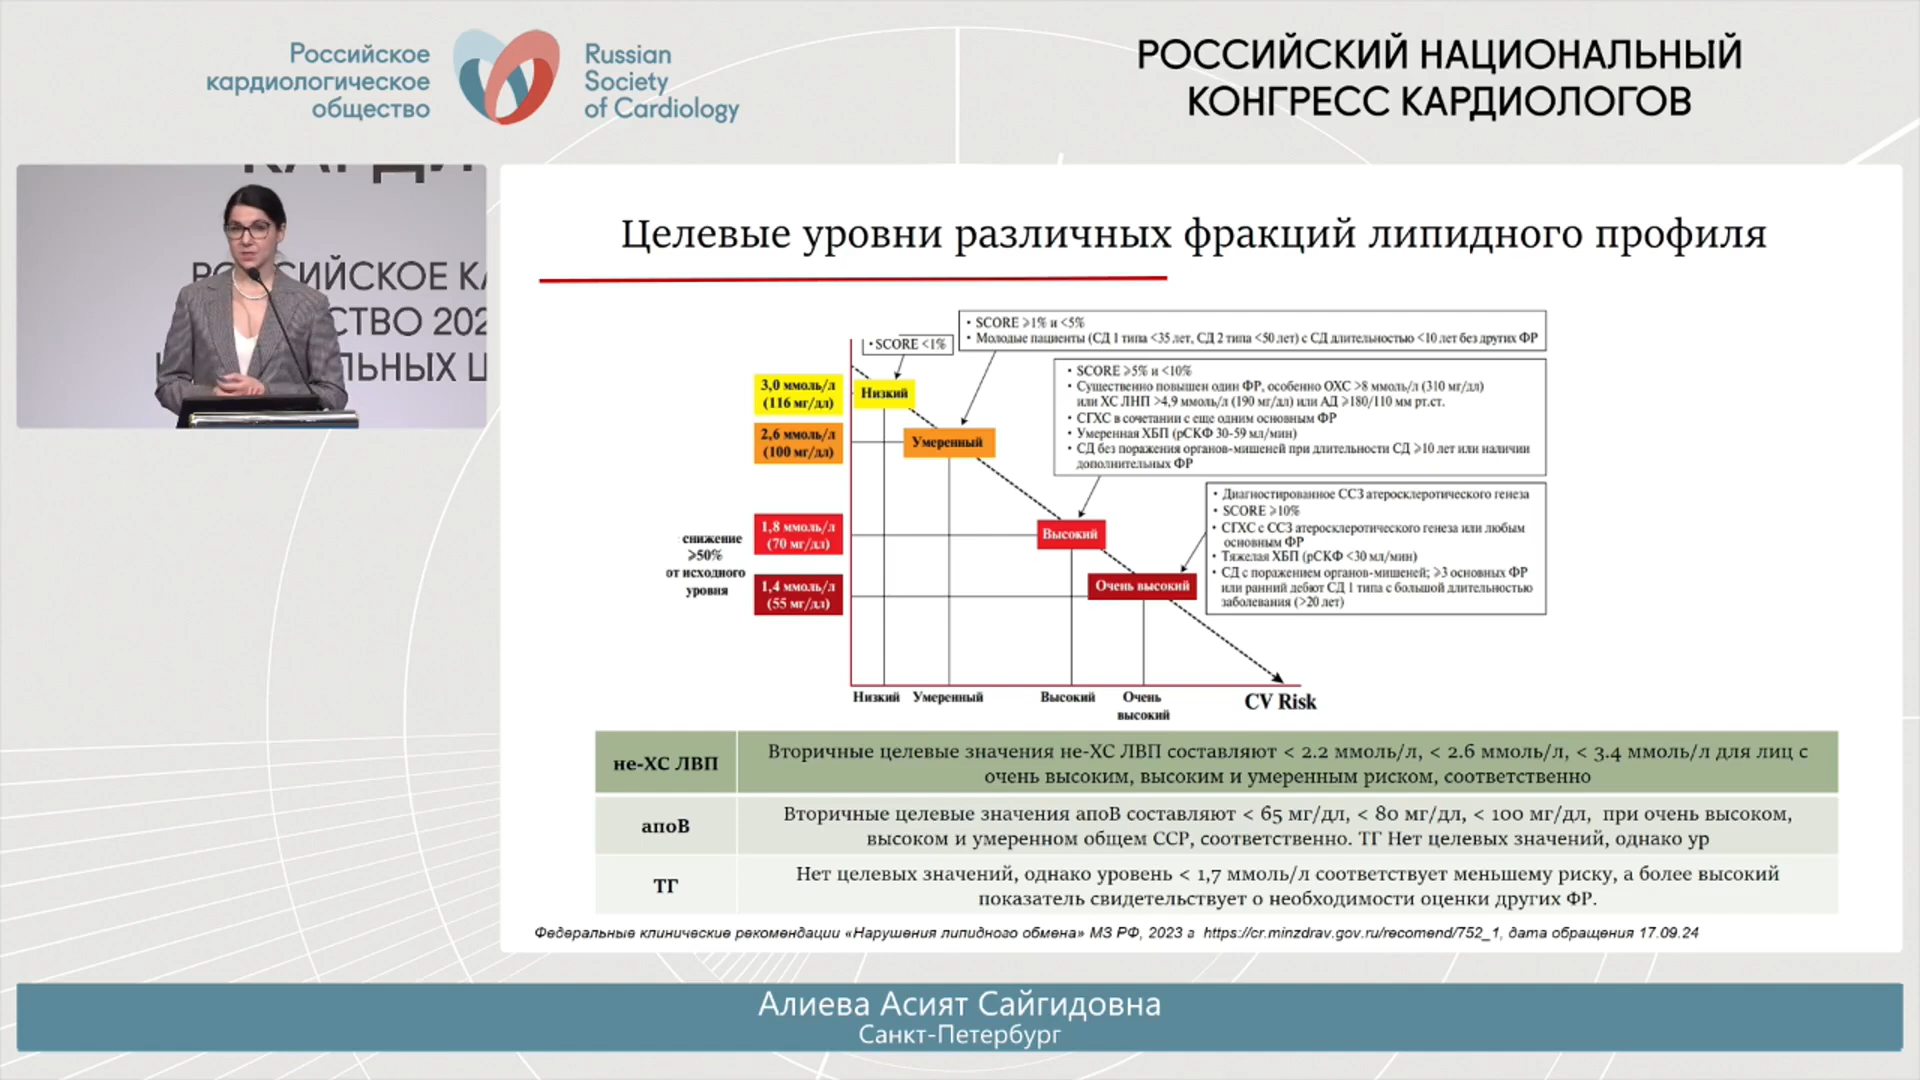 Российское
кардиологическое
общество
Russian
Society
of Cardiology
РОССИЙСКИЙ НАЦИОНАЛЬНЫЙ
КОНГРЕСС КАРДИОЛОГОВ
Целевые уровни различных фракций липидного профиля
• SCORE <1%
• SCORE ⩾1% и <5%
• Молодые пациенты (СД 1 типа <35 лет, СД 2 типа <50 лет) с СД длительностью <10 лет без других ФР
• SCORE ⩾5% и <10%
• Существенно повышен один ФР, особенно ОХС >8 ммоль/л (310 мг/дл)
или ХС ЛНП >4,9 ммоль/л (190 мг/дл) или АД ⩾180/110 мм рт.ст.
• СГХС в сочетании с еще одним основным ФР
• Умеренная ХБП (рСКФ 30-59 мл/мин)
• СД без поражения органов-мишеней при длительности СД ⩾10 лет или наличии
дополнительных ФР
• Диагностированное ССЗ атеросклеротического генеза
• SCORE ⩾10%
• СГХС с ССЗ атеросклеротического генеза или любым
основным ФР
• Тяжелая ХБП (рСКФ <30 мл/мин)
• СД с поражением органов-мишеней; ⩾3 основных ФР
или ранний дебют СД 1 типа с большой длительностью
заболевания (>20 лет)
3,0 ммоль/л
(116 мг/дл)
Низкий
2,6 ммоль/л
(100 мг/дл)
Умеренный
снижение
⩾50%
от исходного
уровня
1,8 ммоль/л
(70 мг/дл)
Высокий
1,4 ммоль/л
(55 мг/дл)
Очень высокий
Низкий
Умеренный
Высокий
Очень
высокий
CV Risk
не-ХС ЛВП
Вторичные целевые значения не-ХС ЛВП составляют < 2.2 ммоль/л, < 2.6 ммоль/л, < 3.4 ммоль/л для лиц с
очень высоким, высоким и умеренным риском, соответственно
апоВ
Вторичные целевые значения апоВ составляют < 65 мг/дл, < 80 мг/дл, < 100 мг/дл, при очень высоком,
высоком и умеренном общем ССР, соответственно. ТГ Нет целевых значений, однако ур
ТГ
Нет целевых значений, однако уровень < 1,7 ммоль/л соответствует меньшему риску, а более высокий
показатель свидетельствует о необходимости оценки других ФР.
Федеральные клинические рекомендации «Нарушения липидного обмена» МЗ РФ, 2023 г https://cr.minzdrav.gov.ru/recomend/752_1, дата обращения 17.09.24
Алиева Асият Сайгидовна
Санкт-Петербург